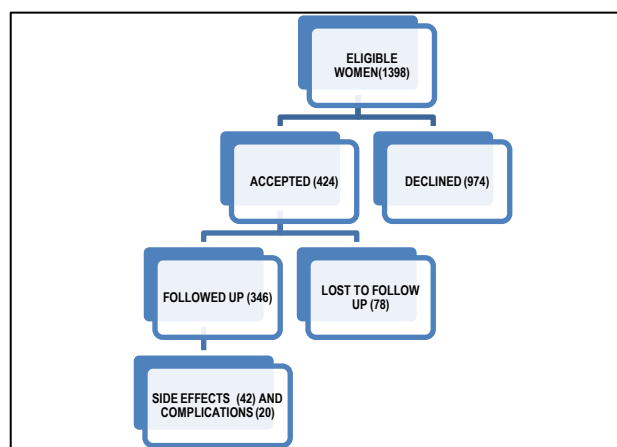 ELIGIBLE
WOMEN(1398)
ACCEPTED (424)
DECLINED (974)
FOLLOWED UP (346)
LOST TO FOLLOW
UP (78)
SIDE EFFECTS (42) AND
COMPLICATIONS (20)